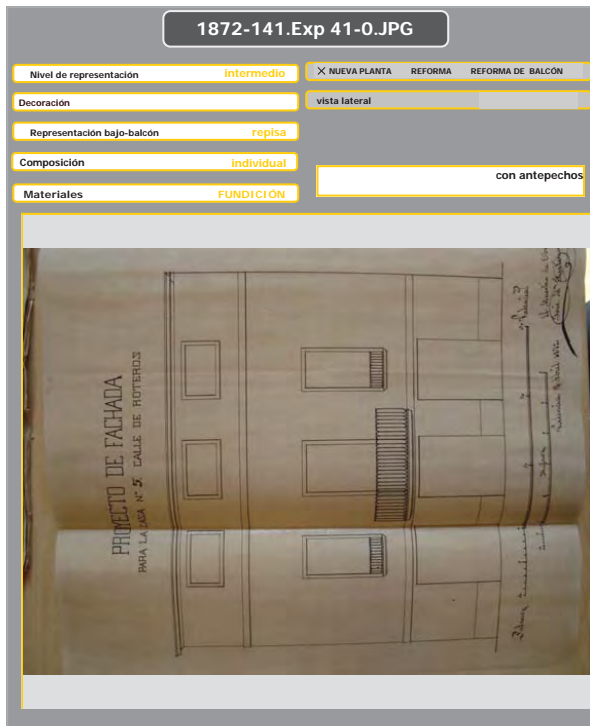 1872-141.Exp 41-0.JPG
Nivel de representación intermedio
X NUEVA PLANTA REFORMA REFORMA DE BALCÓN
Decoración
vista lateral
Representación bajo-balcón repisa
Composición individual
con antepechos
Materiales FUNDICIÓN
PROYECTO DE FACHADA
PARA LA CASA Nº 5. CALLE DE ROTEROS